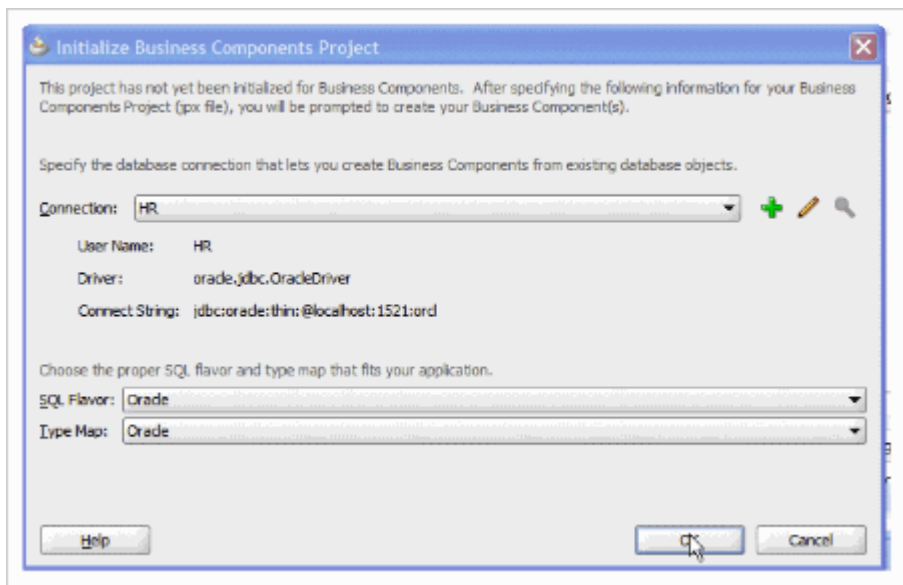 Initialize Business Components Project
This project has not yet been initialized for Business Components. After specifying the following information for your Business
Components Project (jpx file), you will be prompted to create your Business Component(s).
Specify the database connection that lets you create Business Components from existing database objects.
Connection: HR
User Name: HR
Driver: oracle.jdbc.OracleDriver
Connect String: jdbc:oracle:thin:@localhost:1521:orcl
Choose the proper SQL flavor and type map that fits your application.
SQL Flavor: Oracle
Type Map: Oracle
Help Cancel